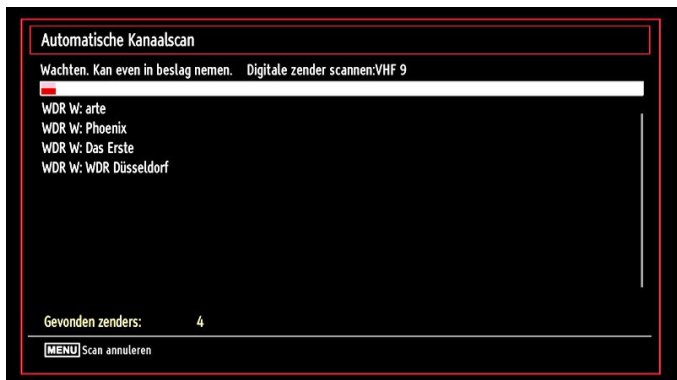 Automatische Kanaalscan
Wachten. Kan even in beslag nemen. Digitale zender scannen:VHF 9
WDR W: arte
WDR W: Phoenix
WDR W: Das Erste
WDR W: WDR Düsseldorf
Gevonden zenders: 4
MENU Scan annuleren